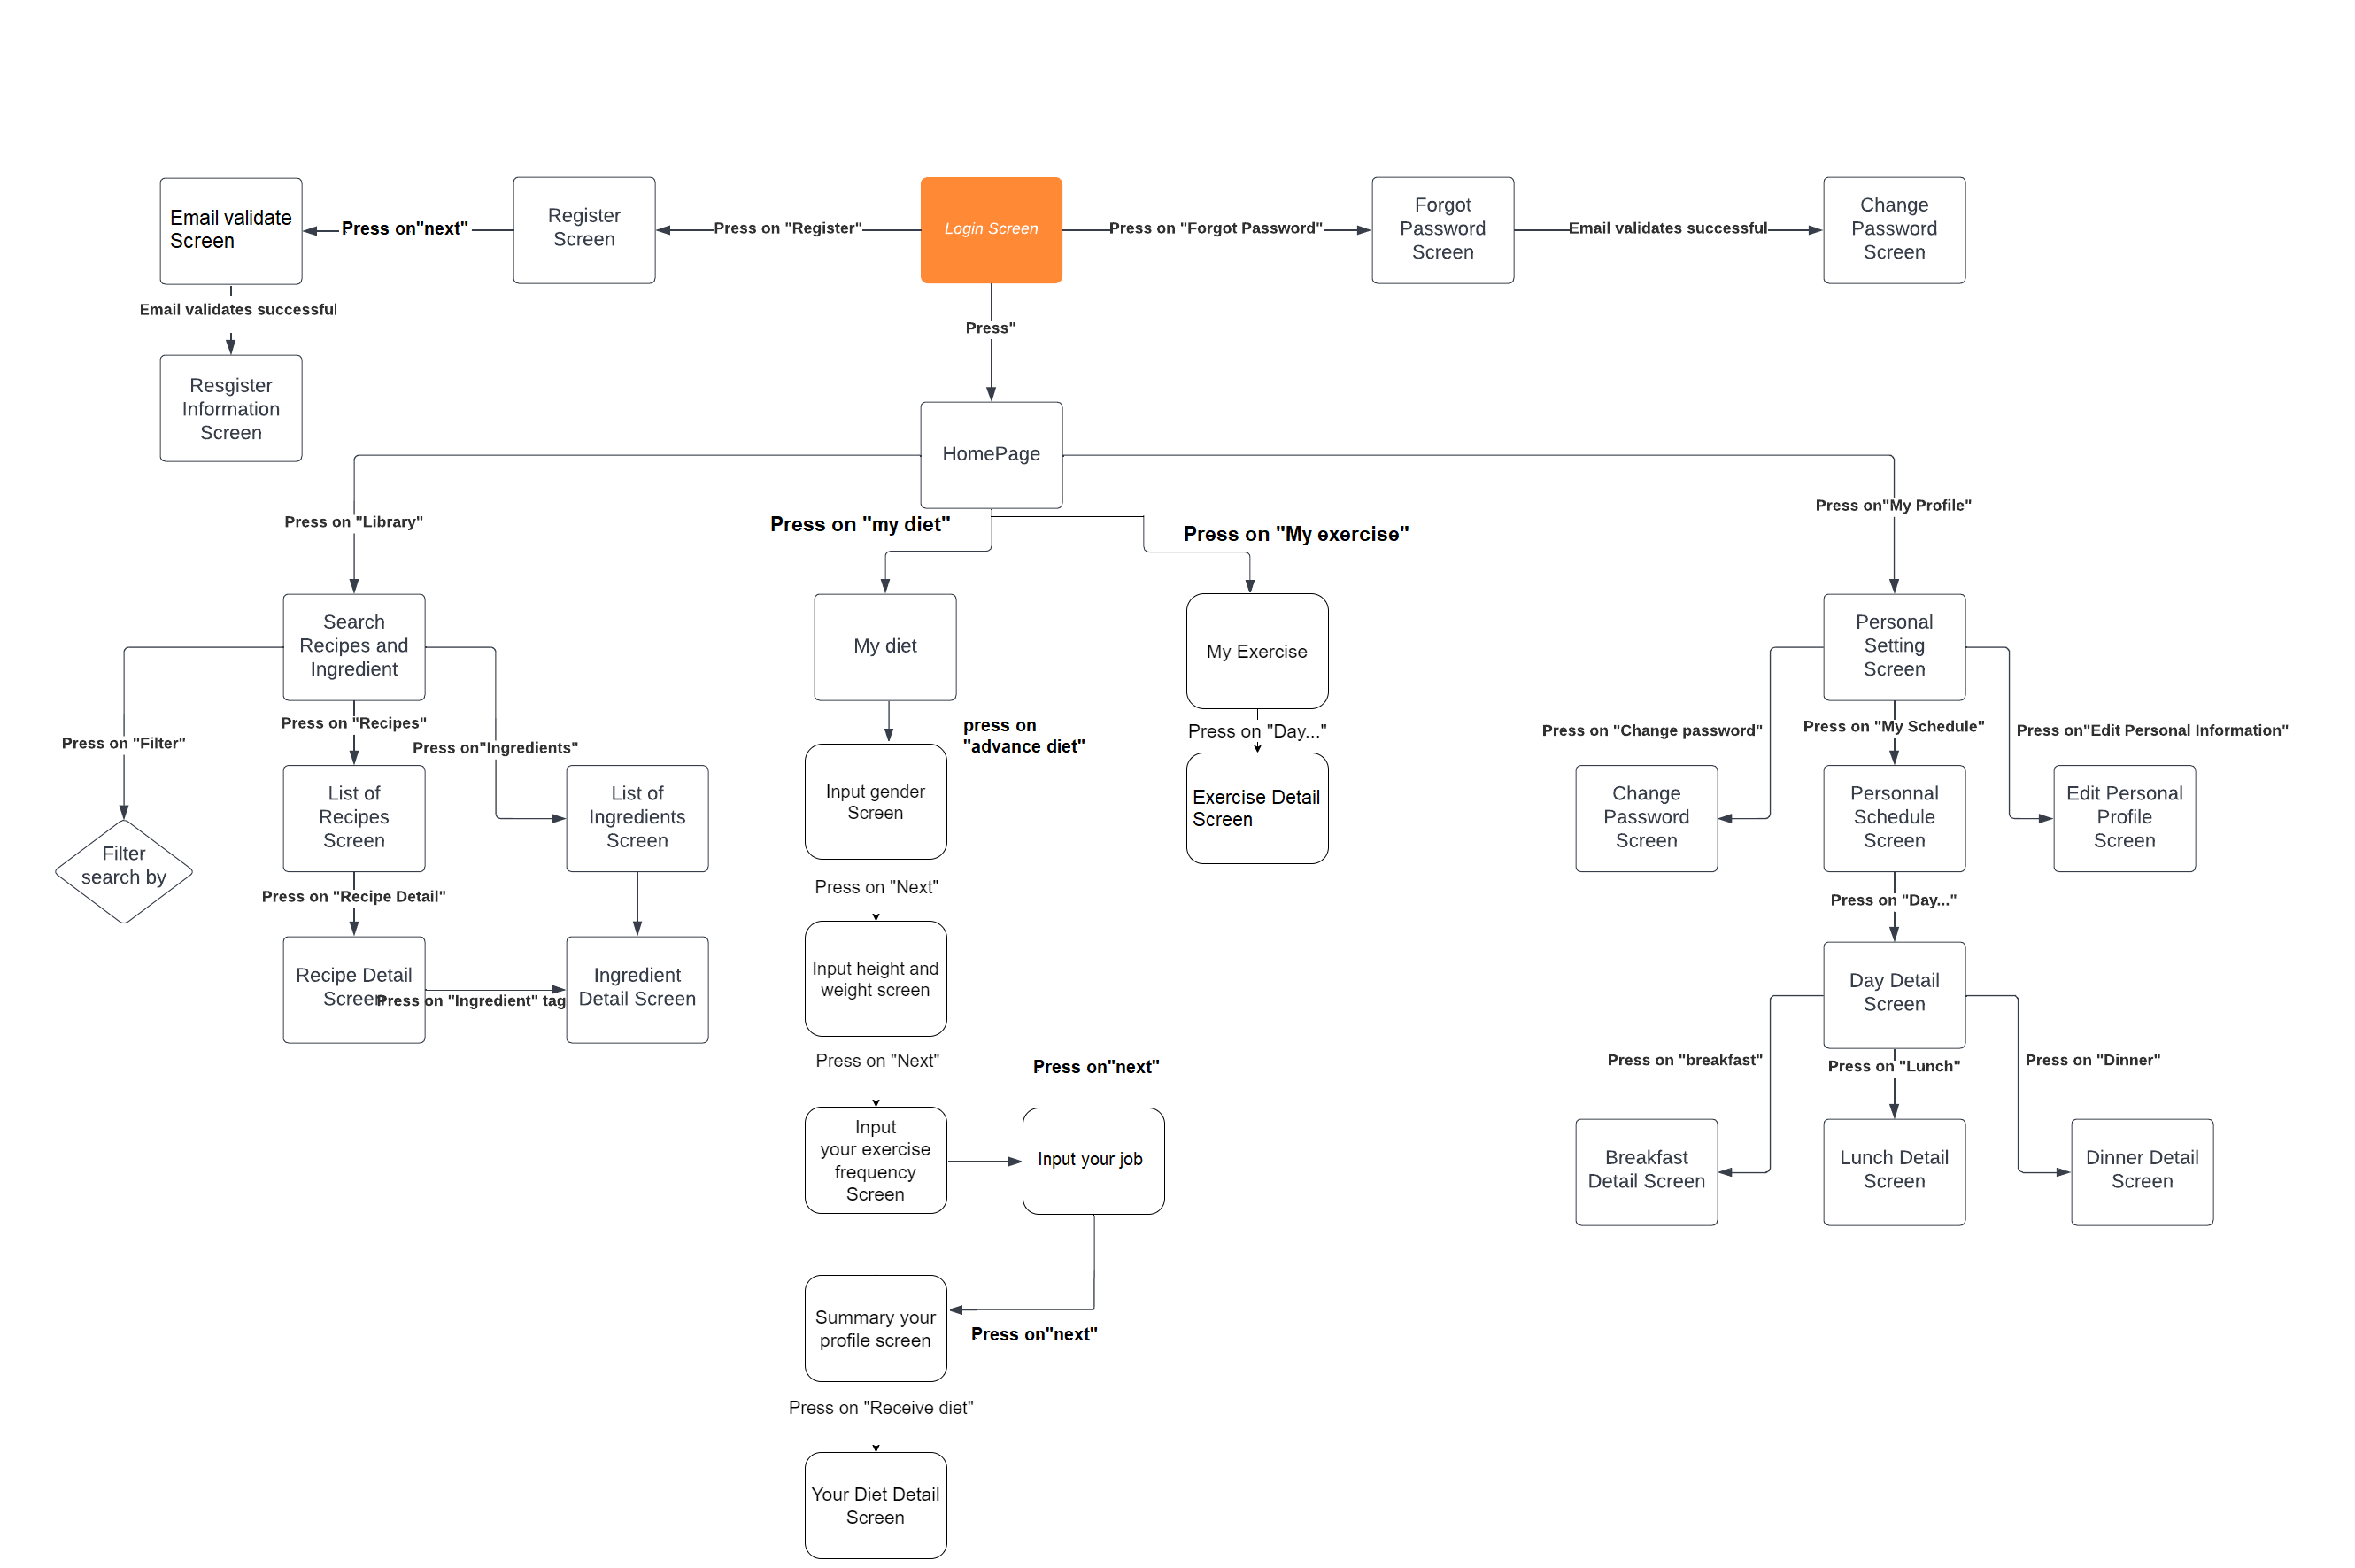 Email validate
Screen
Press on"next"
Register
Screen
Press on "Register"
Login Screen
Press on "Forgot Password"
Forgot
Password
Screen
Email validates successful
Change
Password
Screen
Email validates successful
Press"
Resgister
Information
Screen
HomePage
Press on "Library"
Press on "my diet"
Press on "My exercise"
Press on"My Profile"
Search
Recipes and
Ingredient
My diet
My Exercise
Personal
Setting
Screen
Press on "Filter"
Press on "Recipes"
Press on"Ingredients"
press on
"advance diet"
Press on "Day..."
Press on "Change password"
Press on "My Schedule"
Press on"Edit Personal Information"
Filter
search by
List of
Recipes
Screen
List of
Ingredients
Screen
Input gender
Screen
Exercise Detail
Screen
Change
Password
Screen
Personnal
Schedule
Screen
Edit Personal
Profile
Screen
Press on "Recipe Detail"
Press on "Next"
Press on "Day..."
Recipe Detail
Screen
Press on "Ingredient" tag
Ingredient
Detail Screen
Input height and
weight screen
Day Detail
Screen
Press on "Next"
Press on"next"
Press on "breakfast"
Press on "Lunch"
Press on "Dinner"
Input
your exercise
frequency
Screen
Input your job
Breakfast
Detail Screen
Lunch Detail
Screen
Dinner Detail
Screen
Summary your
profile screen
Press on"next"
Press on "Receive diet"
Your Diet Detail
Screen